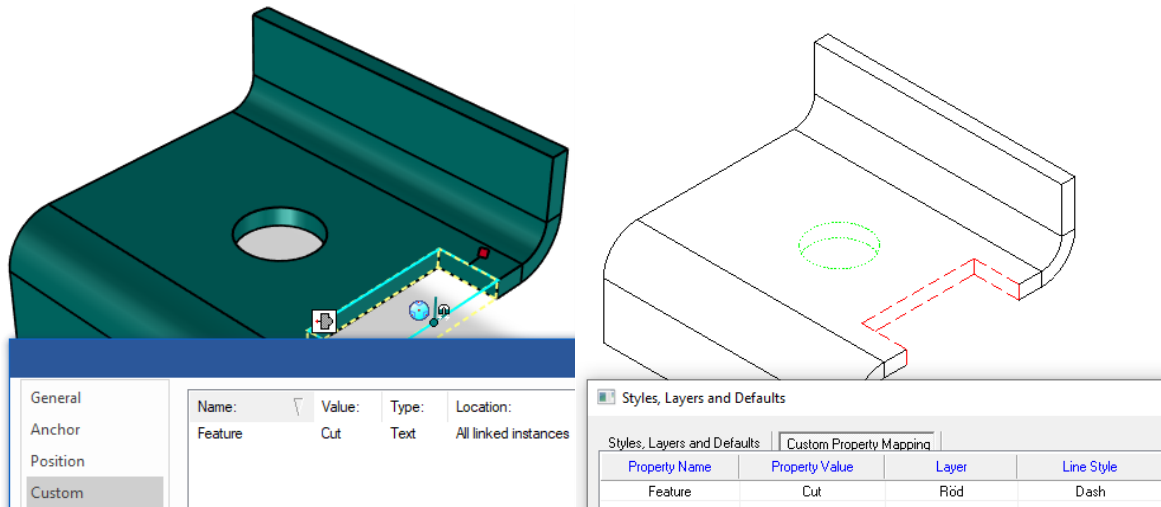 General
Anchor
Position
Custom
Name: Value: Type: Location:
Feature Cut Text All linked instances
Styles, Layers and Defaults
Styles, Layers and Defaults Custom Property Mapping
Property Name Property Value Layer Line Style
Feature Cut Röd Dash